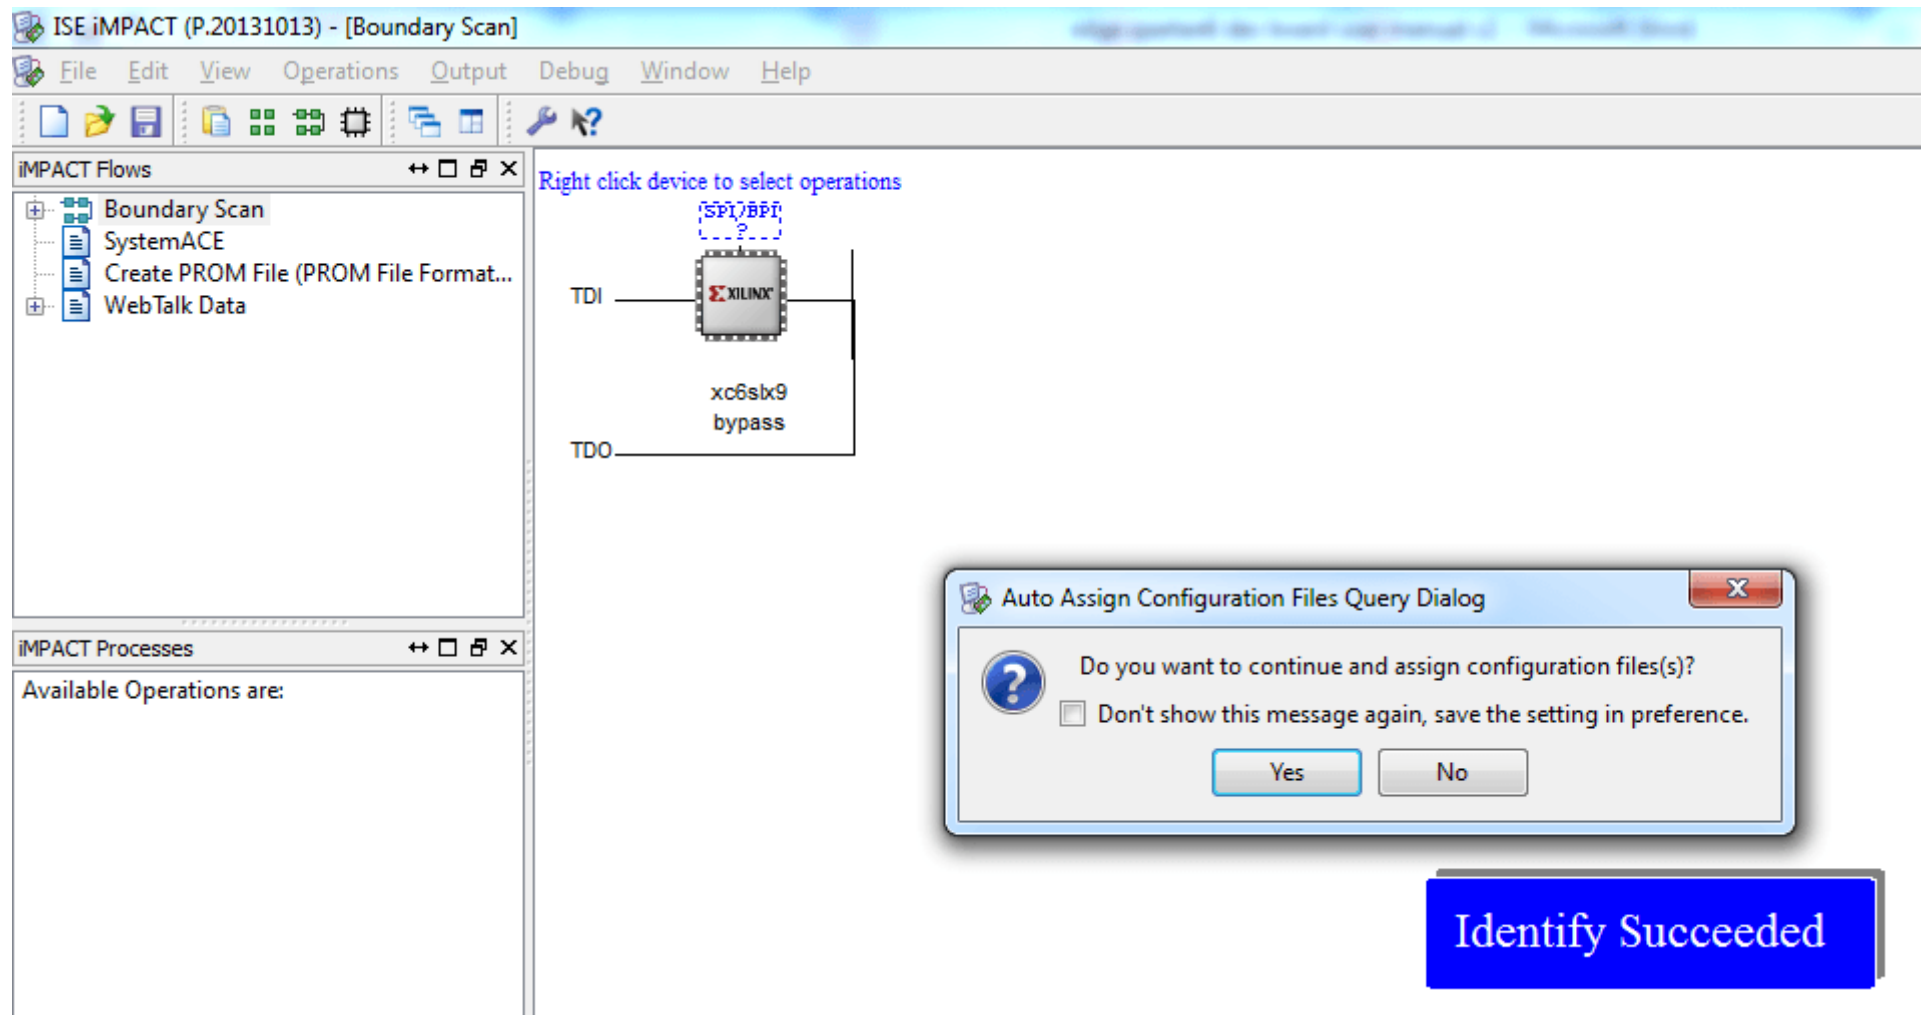 ISE iMPACT (P.20131013) - [Boundary Scan]
File Edit View Operations Output Debug Window Help
iMPACT Flows
Boundary Scan
SystemACE
Create PROM File (PROM File Format...
WebTalk Data
Right click device to select operations
SPI/BPI
?
TDI
XILINX
xc6slx9
bypass
TDO
iMPACT Processes
Available Operations are:
Auto Assign Configuration Files Query Dialog
Do you want to continue and assign configuration files(s)?
Don't show this message again, save the setting in preference.
Yes No
Identify Succeeded